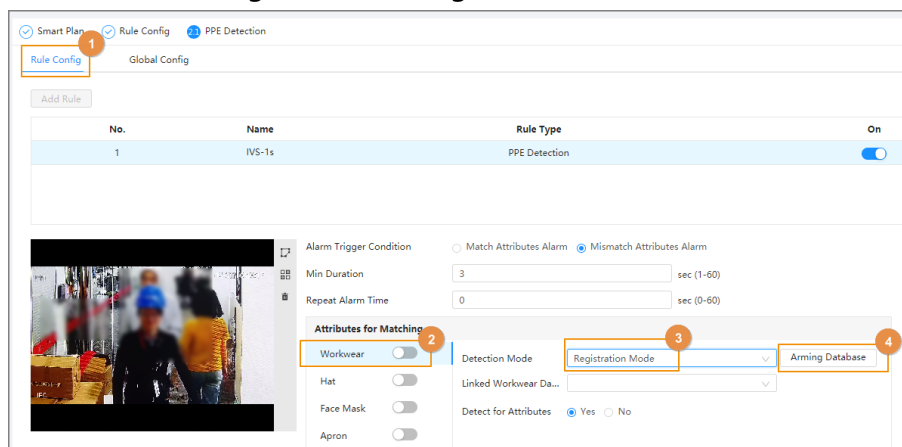 Smart Plan Rule Config 2.1 PPE Detection
1
Rule Config Global Config
Add Rule
No. Name Rule Type On
1 IVS-1s PPE Detection
Alarm Trigger Condition Match Attributes Alarm Mismatch Attributes Alarm
Min Duration 3 sec (1-60)
Repeat Alarm Time 0 sec (0-60)
Attributes for Matching
2
3
4
Workwear
Detection Mode Registration Mode Arming Database
Hat
Linked Workwear Da...
Face Mask
Detect for Attributes Yes No
Apron